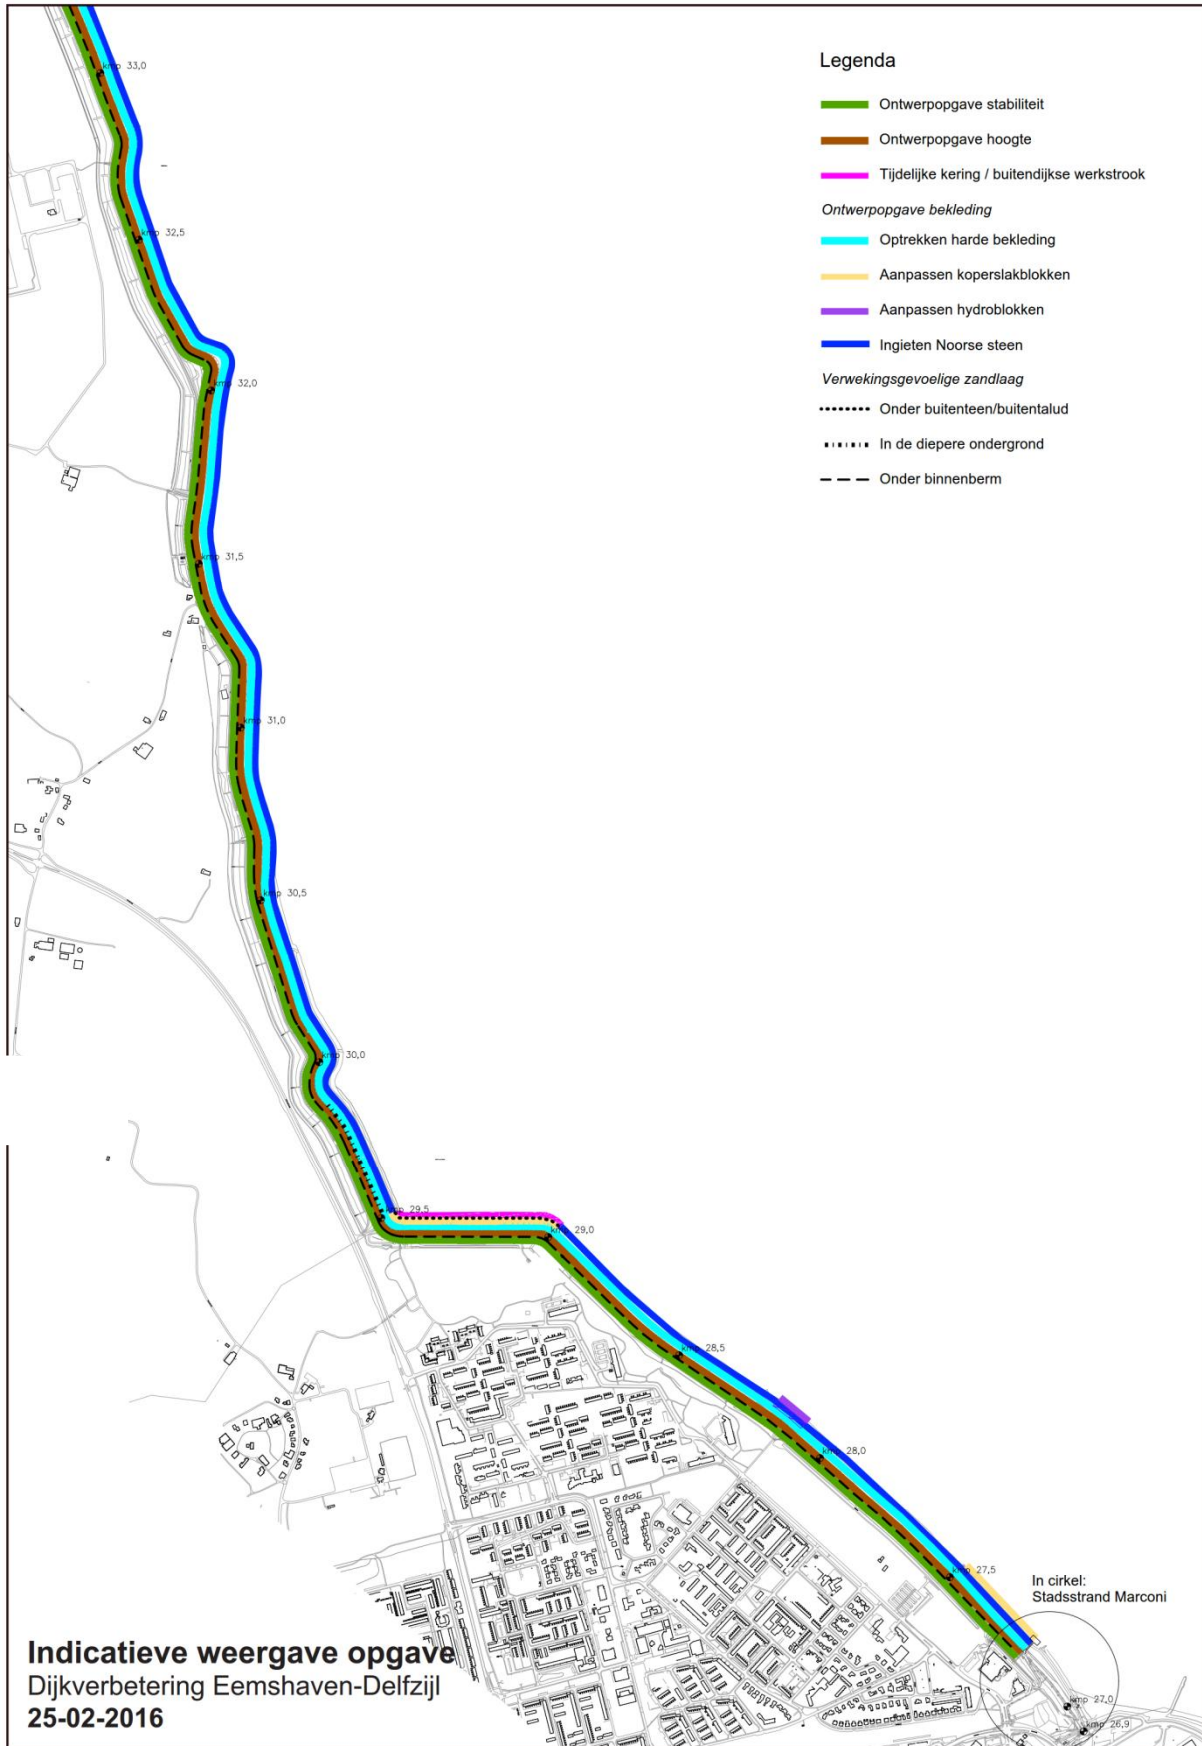 Legenda
Ontwerpopgave stabiliteit
Ontwerpopgave hoogte
Tijdelijke kering / buitendijkse werkstrook
Ontwerpopgave bekleding
Optrekken harde bekleding
Aanpassen koperslakblokken
Aanpassen hydroblokken
Ingieten Noorse steen
Verwekingsgevoelige zandlaag
Onder buitenteen/buitentalud
In de diepere ondergrond
Onder binnenberm
kmp 33,0
kmp 32,5
kmp 32,0
kmp 31,5
kmp 31,0
kmp 30,5
kmp 30,0
kmp 29,5
kmp 29,0
kmp 28,5
kmp 28,0
kmp 27,5
In cirkel:
Stadsstrand Marconi
kmp 27,0
kmp 26,9
Indicatieve weergave opgave
Dijkverbetering Eemshaven-Delfzijl
25-02-2016